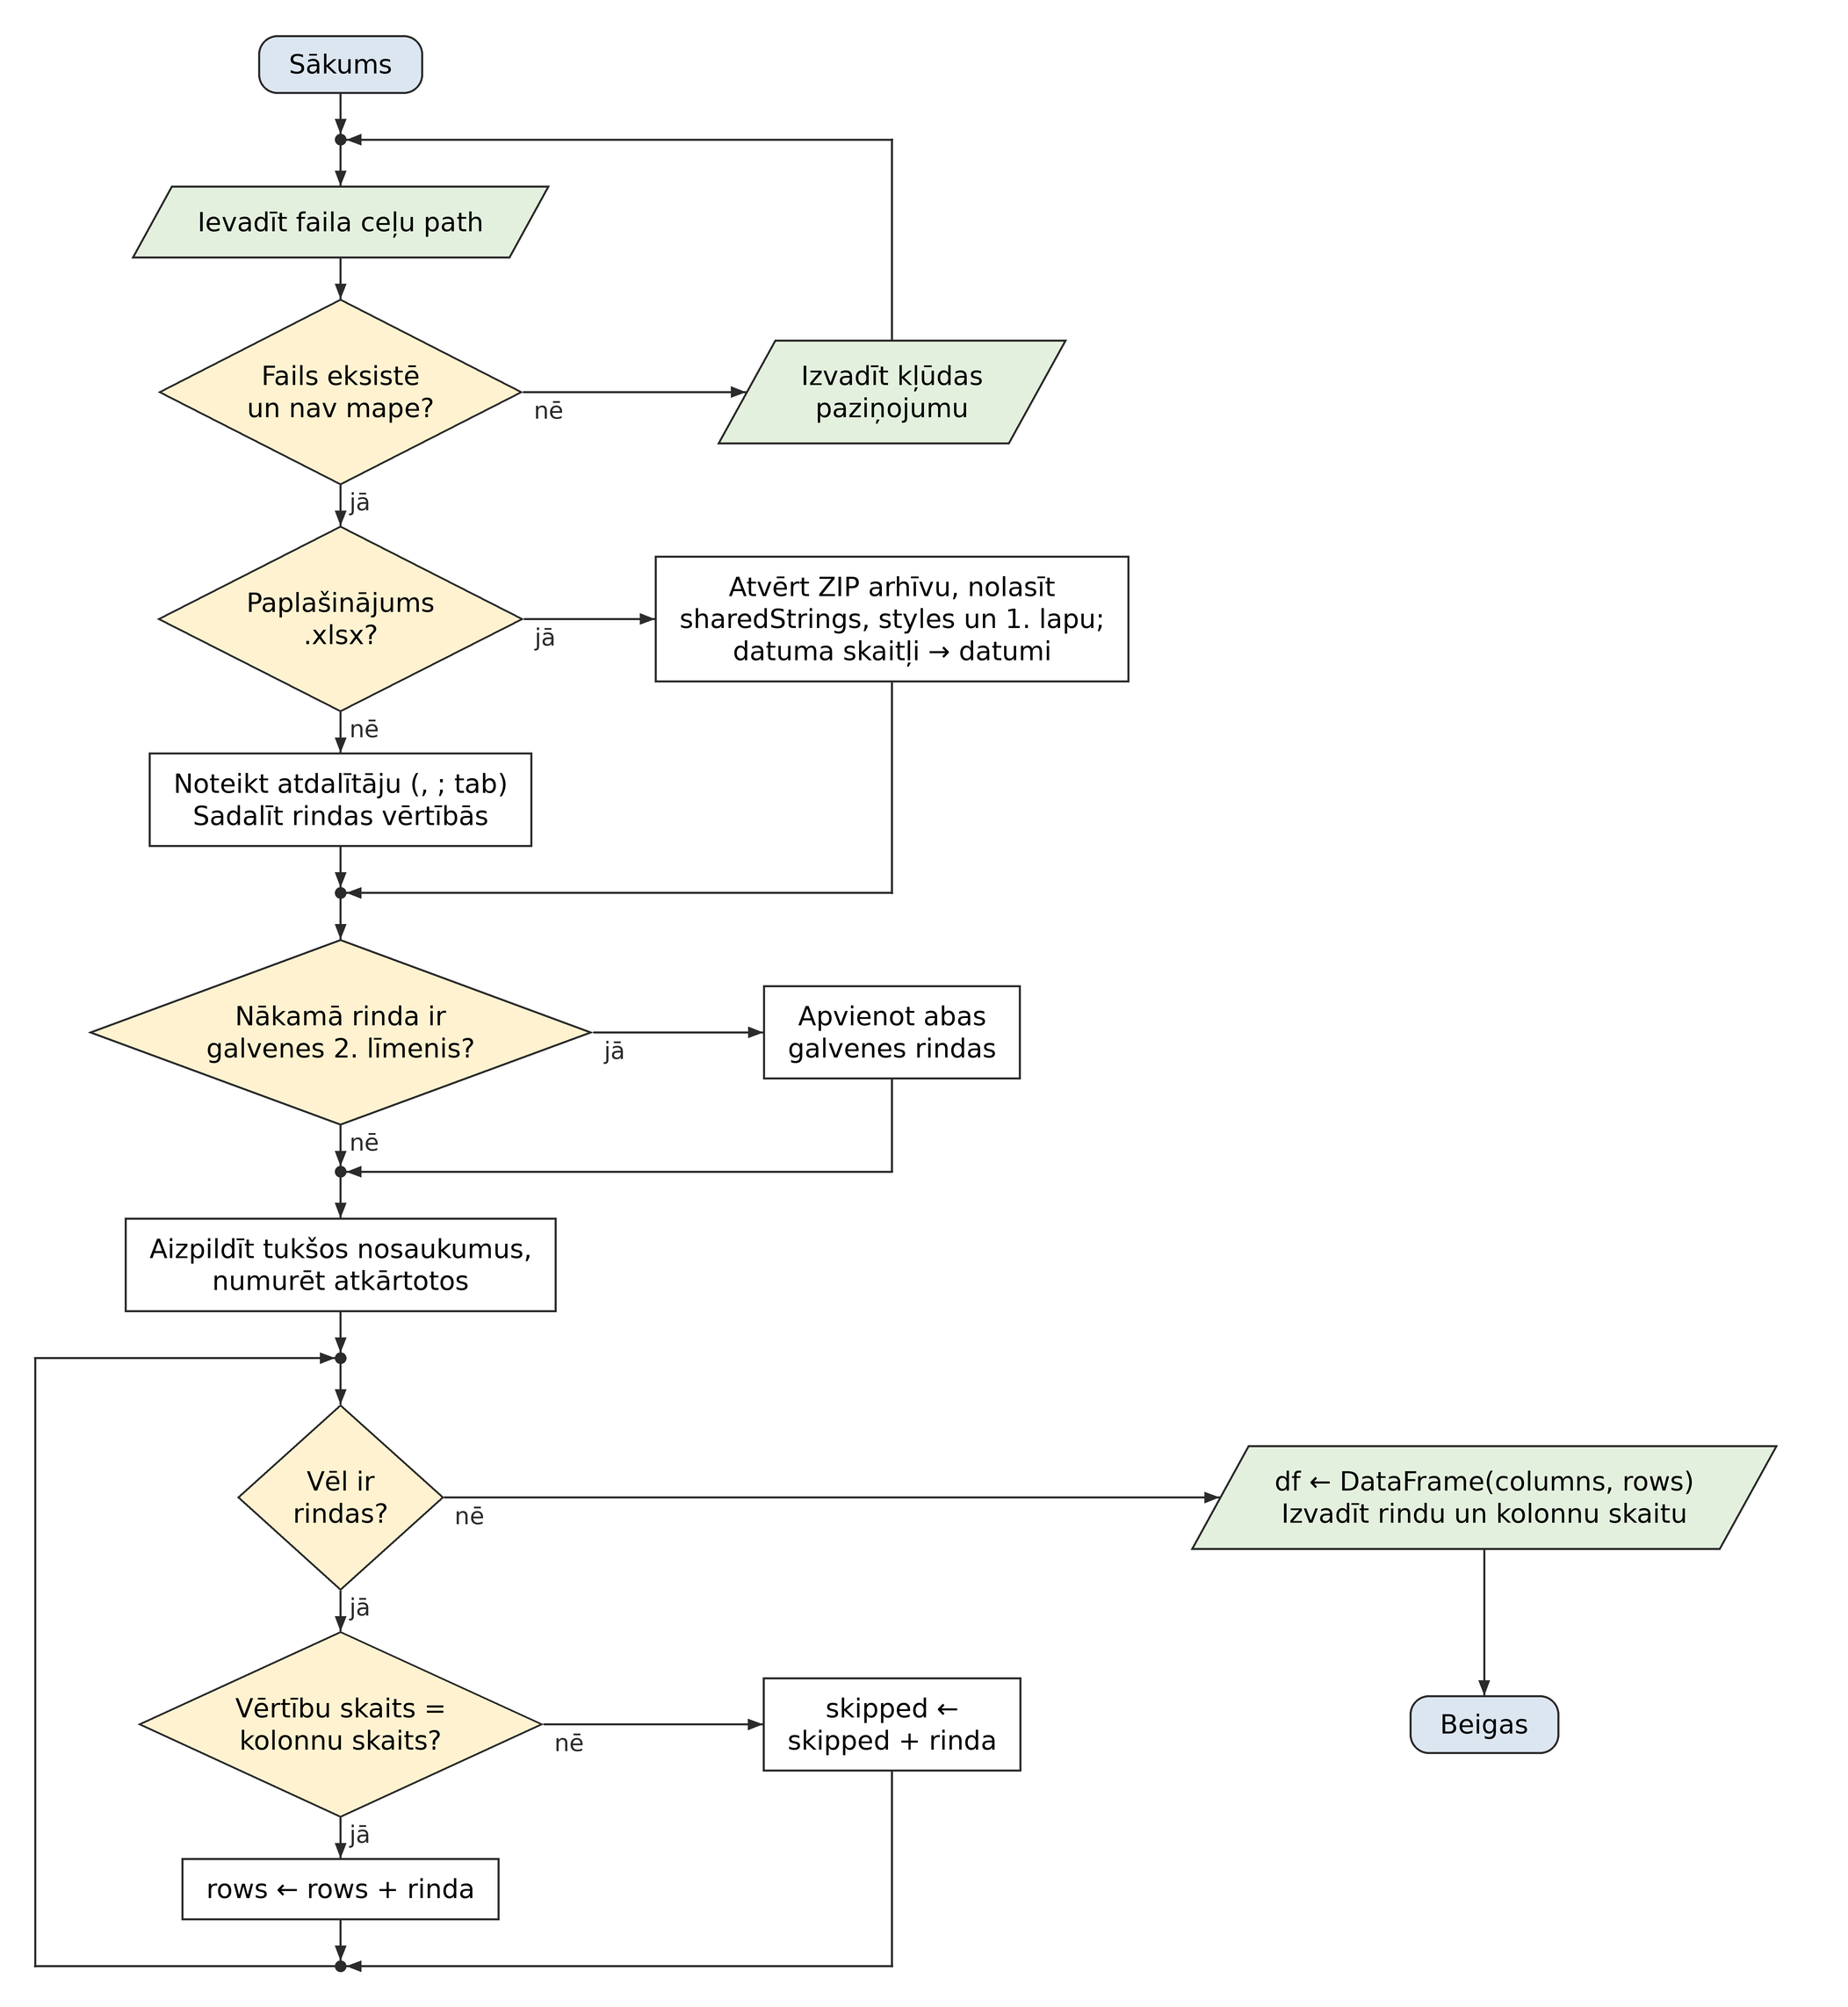 Sākums
Ievadīt faila ceļu path
Fails eksistē
un nav mape?
nē
Izvadīt kļūdas
paziņojumu
jā
Paplašinājums
.xlsx?
jā
Atvērt ZIP arhīvu, nolasīt
sharedStrings, styles un 1. lapu;
datuma skaitļi → datumi
nē
Noteikt atdalītāju (, ; tab)
Sadalīt rindas vērtībās
Nākamā rinda ir
galvenes 2. līmenis?
jā
Apvienot abas
galvenes rindas
nē
Aizpildīt tukšos nosaukumus,
numurēt atkārtotos
Vēl ir
rindas?
nē
df ← DataFrame(columns, rows)
Izvadīt rindu un kolonnu skaitu
jā
Vērtību skaits =
kolonnu skaits?
nē
skipped ←
skipped + rinda
Beigas
jā
rows ← rows + rinda